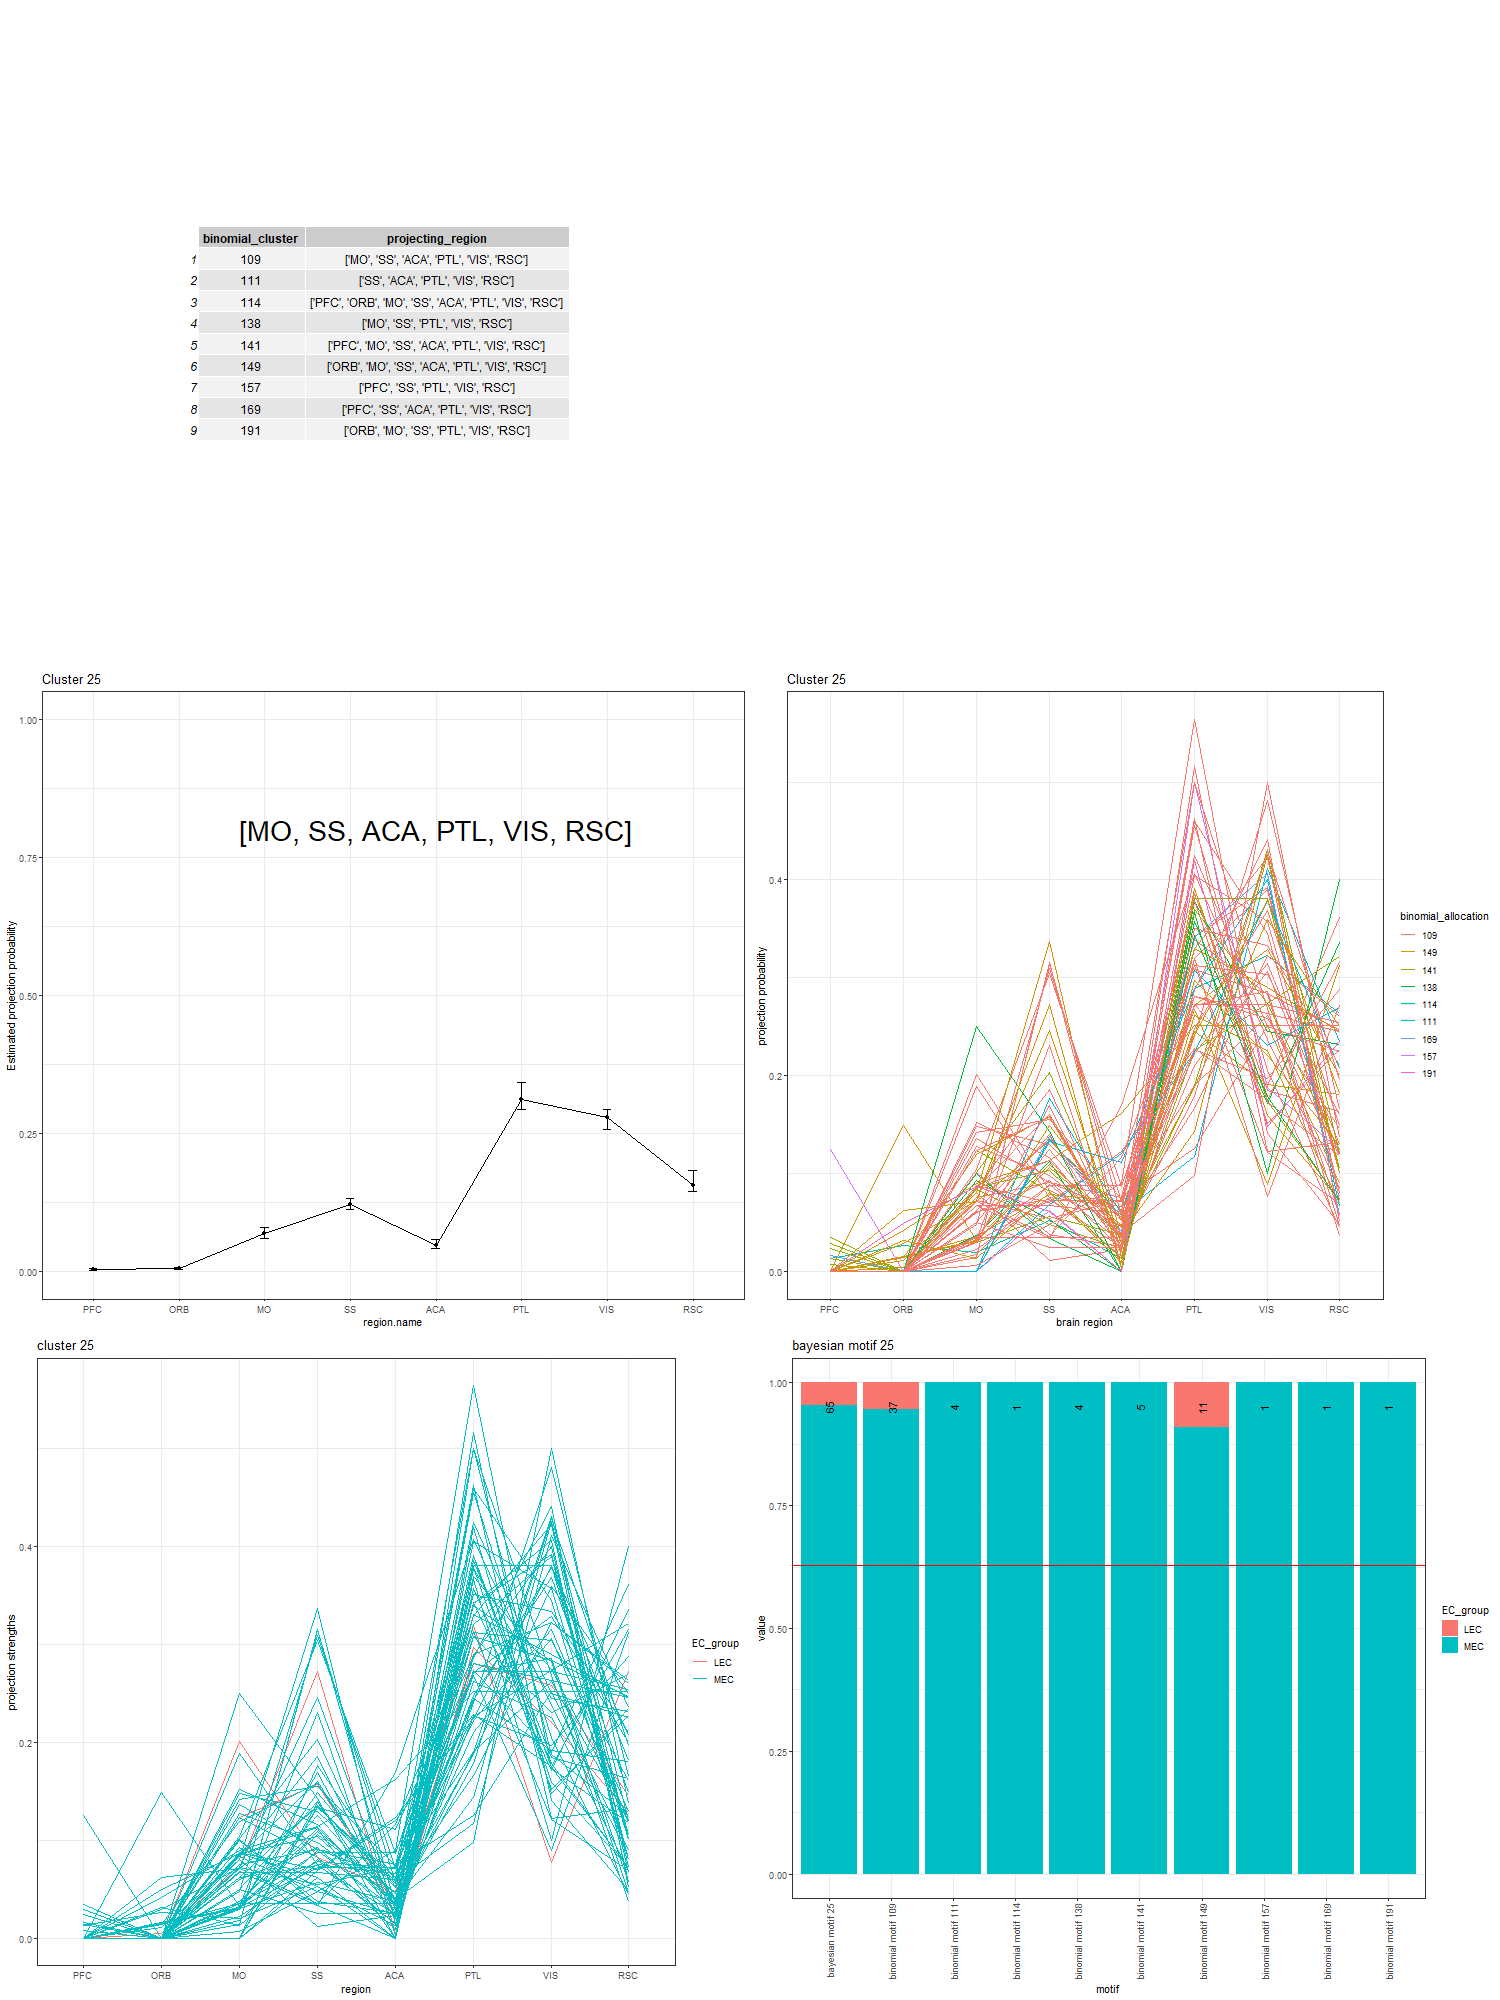 binomial_cluster projecting_region
1 109 ['MO', 'SS', 'ACA', 'PTL', 'VIS', 'RSC']
2 111 ['SS', 'ACA', 'PTL', 'VIS', 'RSC']
3 114 ['PFC', 'ORB', 'MO', 'SS', 'ACA', 'PTL', 'VIS', 'RSC']
4 138 ['MO', 'SS', 'PTL', 'VIS', 'RSC']
5 141 ['PFC', 'MO', 'SS', 'ACA', 'PTL', 'VIS', 'RSC']
6 149 ['ORB', 'MO', 'SS', 'ACA', 'PTL', 'VIS', 'RSC']
7 157 ['PFC', 'SS', 'PTL', 'VIS', 'RSC']
8 169 ['PFC', 'SS', 'ACA', 'PTL', 'VIS', 'RSC']
9 191 ['ORB', 'MO', 'SS', 'PTL', 'VIS', 'RSC']
Cluster 25
Estimated projection probability
1.00
0.75
0.50
0.25
0.00
[MO, SS, ACA, PTL, VIS, RSC]
PFC ORB MO SS ACA PTL VIS RSC
region.name
Cluster 25
projection probability
0.4
0.2
0.0
PFC ORB MO SS ACA PTL VIS RSC
brain region
binomial_allocation
109
149
141
138
114
111
169
157
191
cluster 25
projection strengths
0.4
0.2
0.0
PFC ORB MO SS ACA PTL VIS RSC
region
EC_group
LEC
MEC
bayesian motif 25
value
1.00
0.75
0.50
0.25
0.00
65 37 4 1 4 5 11 1 1 1
bayesian motif 25
binomial motif 109
binomial motif 111
binomial motif 114
binomial motif 138
binomial motif 141
binomial motif 149
binomial motif 157
binomial motif 169
binomial motif 191
motif
EC_group
LEC
MEC